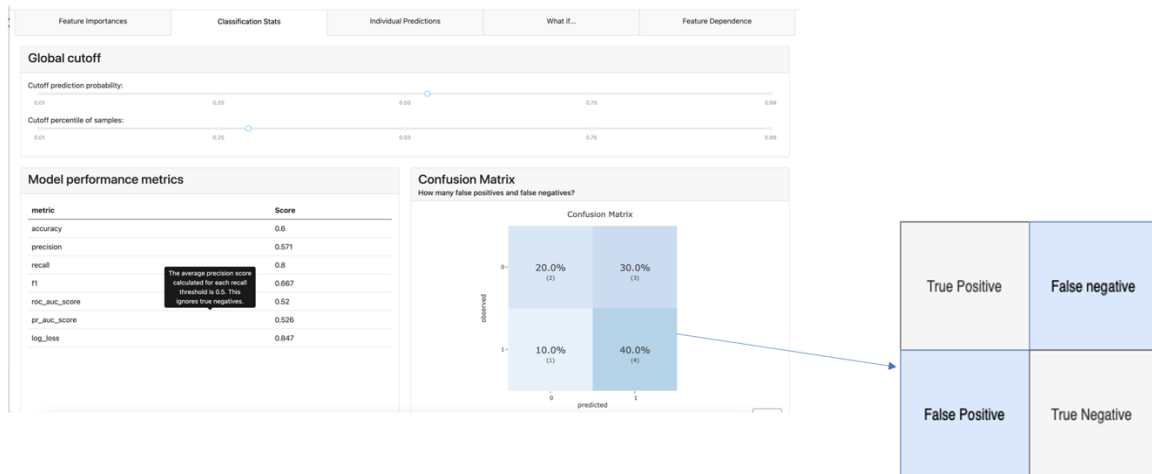 Feature Importances
Classification Stats
Individual Predictions
What if...
Feature Dependence
Global cutoff
Cutoff prediction probability:
0.01 0.25 0.50 0.75 0.99
Cutoff percentile of samples:
0.01 0.25 0.50 0.75 0.99
Model performance metrics
metric Score
accuracy 0.6
precision 0.571
recall 0.8
f1 0.667
roc_auc_score 0.52
pr_auc_score 0.526
log_loss 0.847
The average precision score
calculated for each recall
threshold is 0.5. This
ignores true negatives.
Confusion Matrix
How many false positives and false negatives?
Confusion Matrix
observed
0
20.0%
(2)
30.0%
(3)
1
10.0%
(1)
40.0%
(4)
0 1
predicted
True Positive
False negative
False Positive
True Negative